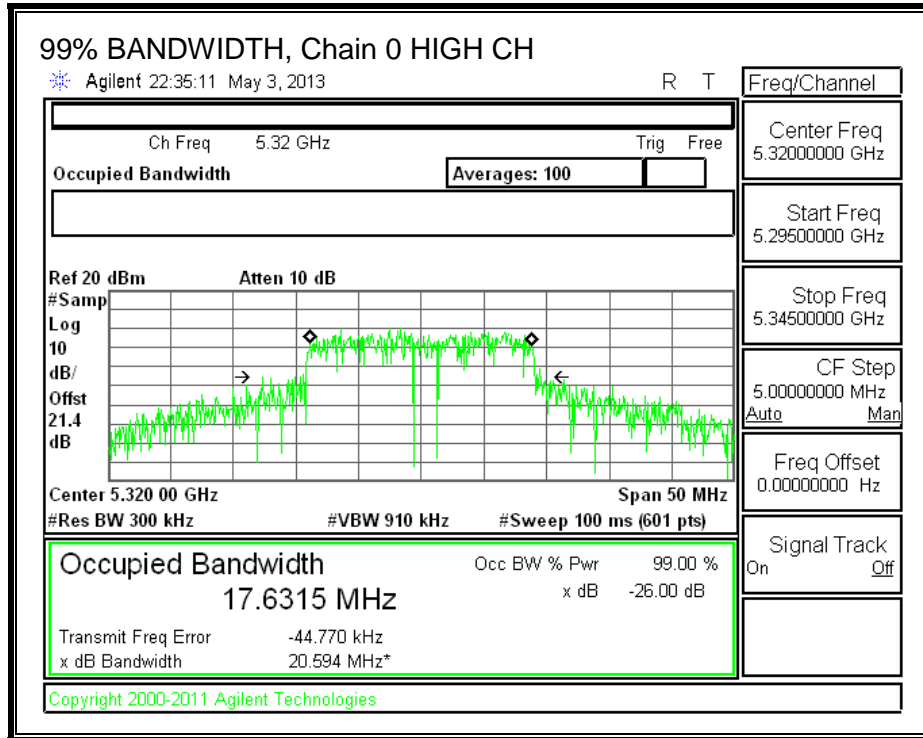 99% BANDWIDTH, Chain 0 HIGH CH
Agilent 22:35:11 May 3, 2013 R T
Ch Freq 5.32 GHz Trig Free
Occupied Bandwidth Averages: 100
Ref 20 dBm Atten 10 dB
#Samp
Log
10
dB/
Offst
21.4
dB
Center 5.320 00 GHz Span 50 MHz
#Res BW 300 kHz #VBW 910 kHz #Sweep 100 ms (601 pts)
Occupied Bandwidth Occ BW % Pwr 99.00 %
17.6315 MHz x dB -26.00 dB
Transmit Freq Error -44.770 kHz
x dB Bandwidth 20.594 MHz*
Copyright 2000-2011 Agilent Technologies
Freq/Channel
Center Freq
5.32000000 GHz
Start Freq
5.29500000 GHz
Stop Freq
5.34500000 GHz
CF Step
5.00000000 MHz
Auto Man
Freq Offset
0.00000000 Hz
Signal Track
On Off